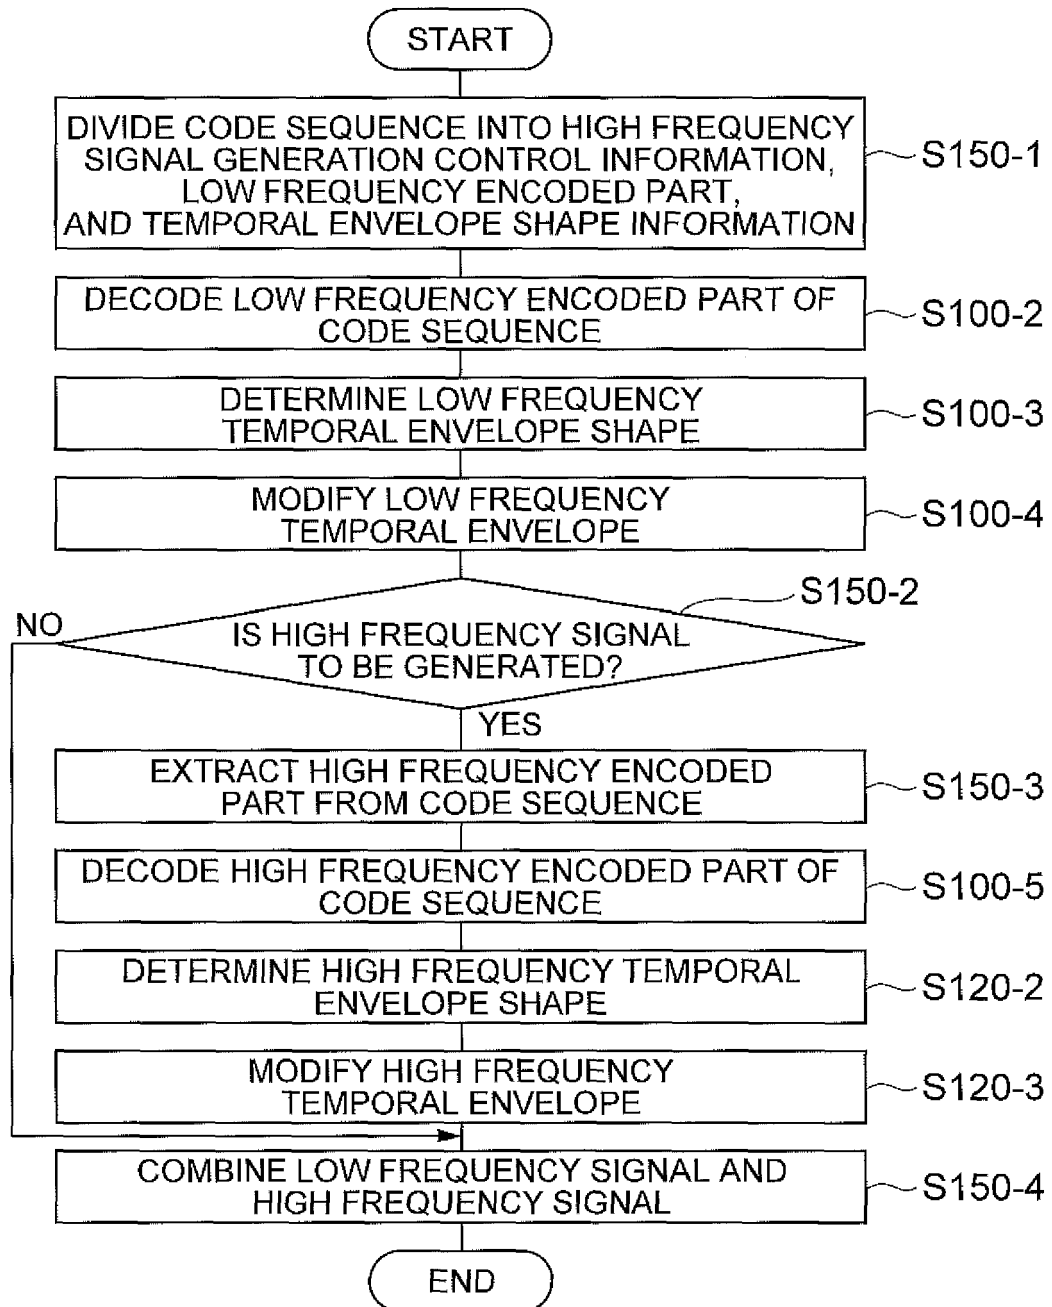 START
DIVIDE CODE SEQUENCE INTO HIGH FREQUENCY
SIGNAL GENERATION CONTROL INFORMATION,
LOW FREQUENCY ENCODED PART,
AND TEMPORAL ENVELOPE SHAPE INFORMATION
S150-1
DECODE LOW FREQUENCY ENCODED PART OF
CODE SEQUENCE
S100-2
DETERMINE LOW FREQUENCY
TEMPORAL ENVELOPE SHAPE
S100-3
MODIFY LOW FREQUENCY
TEMPORAL ENVELOPE
S100-4
S150-2
NO
IS HIGH FREQUENCY SIGNAL
TO BE GENERATED?
YES
EXTRACT HIGH FREQUENCY ENCODED
PART FROM CODE SEQUENCE
S150-3
DECODE HIGH FREQUENCY ENCODED PART OF
CODE SEQUENCE
S100-5
DETERMINE HIGH FREQUENCY TEMPORAL
ENVELOPE SHAPE
S120-2
MODIFY HIGH FREQUENCY
TEMPORAL ENVELOPE
S120-3
COMBINE LOW FREQUENCY SIGNAL AND
HIGH FREQUENCY SIGNAL
S150-4
END